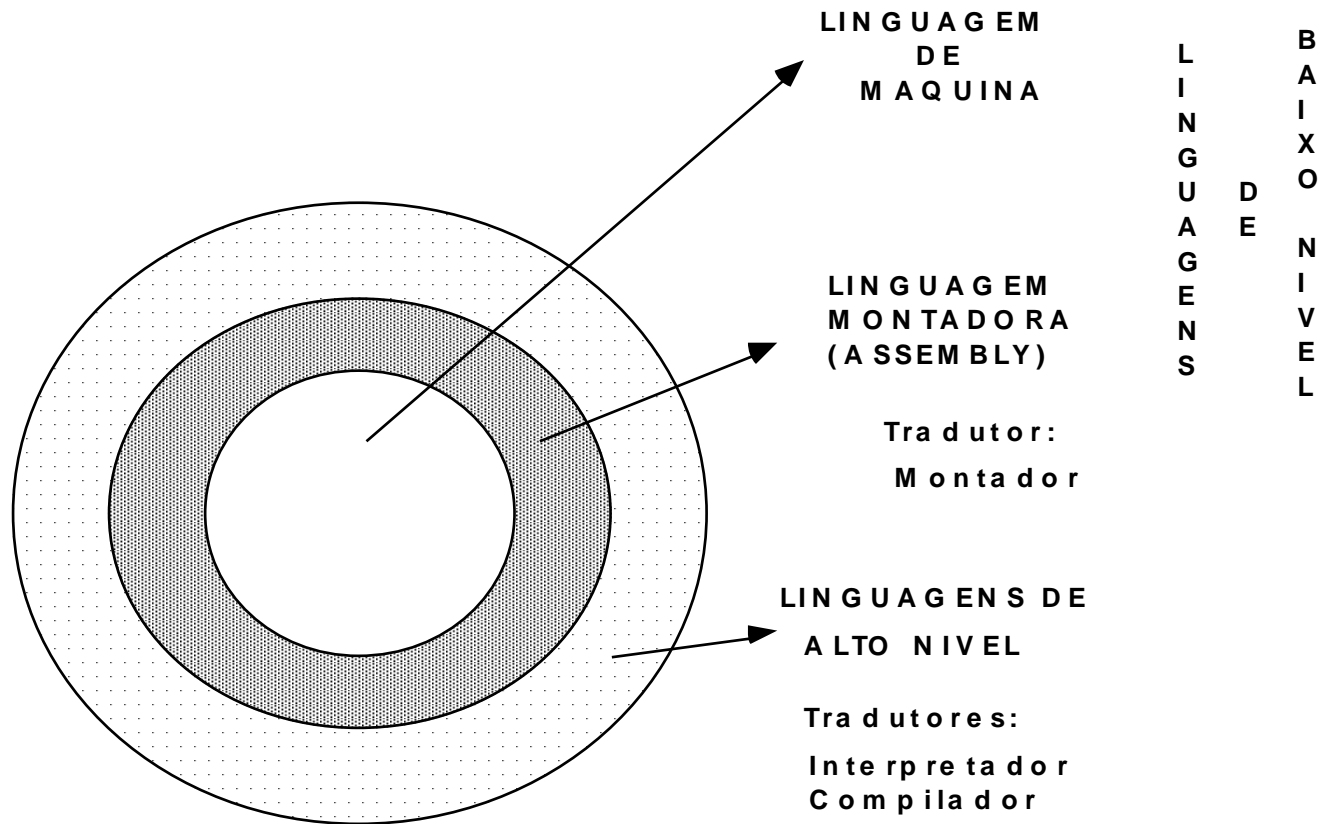 LINGUAGEM
DE
MAQUINA
LINGUAGENS
DE
BAIXO NIVEL
LINGUAGEM
MONTADORA
(ASSEMBLY)
Tradutor:
Montador
LINGUAGENS DE
ALTO NIVEL
Tradutores:
Interpretador
Compilador